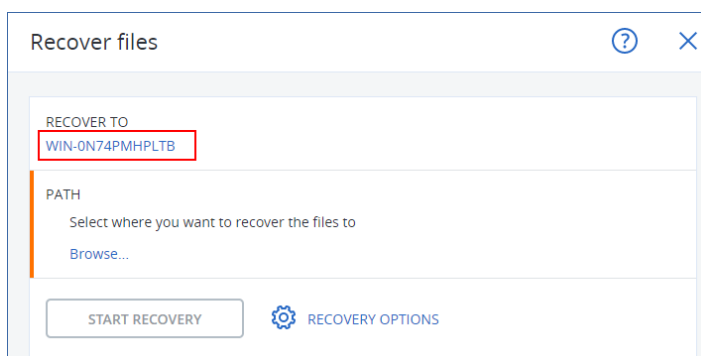 Recover files
RECOVER TO
WIN-0N74PMHPLTB
PATH
Select where you want to recover the files to
Browse...
START RECOVERY
RECOVERY OPTIONS